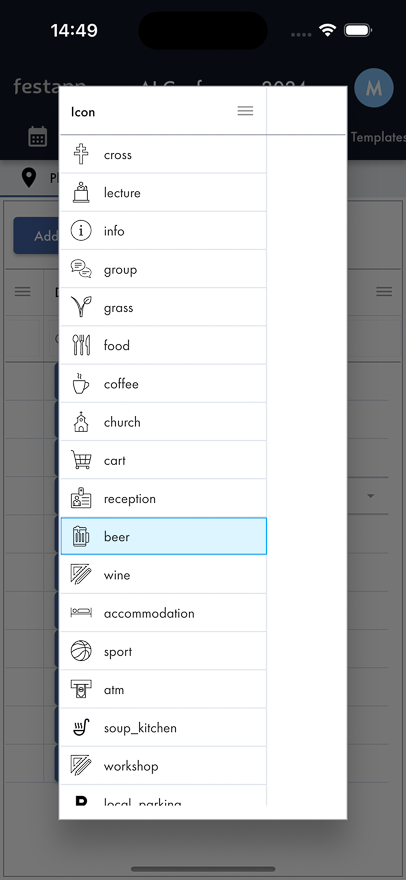 14:49
festapp
M
Icon
Templates
cross
lecture
info
Add
group
grass
food
coffee
church
cart
reception
beer
wine
accommodation
sport
atm
soup_kitchen
workshop
local_parking